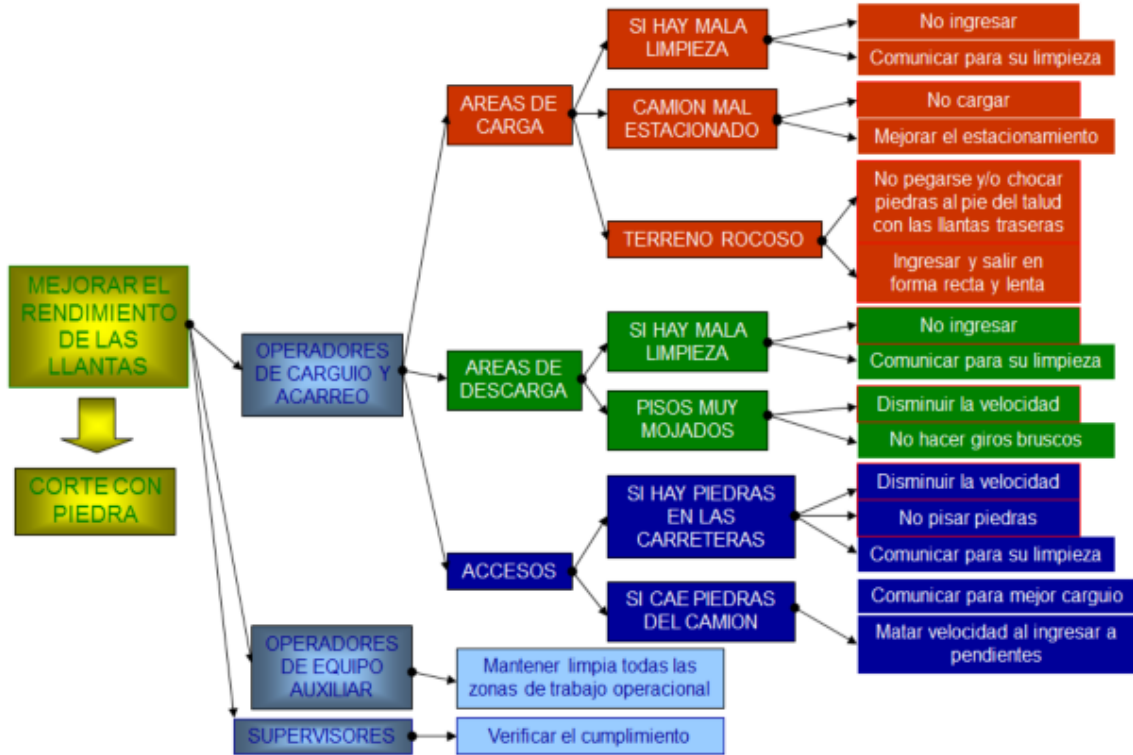 MEJORAR EL
RENDIMIENTO
DE LAS
LLANTAS
CORTE CON
PIEDRA
OPERADORES
DE CARGUIO Y
ACARREO
OPERADORES
DE EQUIPO
AUXILIAR
SUPERVISORES
AREAS DE
CARGA
AREAS DE
DESCARGA
ACCESOS
Mantener limpia todas las
zonas de trabajo operacional
Verificar el cumplimiento
SI HAY MALA
LIMPIEZA
CAMION MAL
ESTACIONADO
TERRENO ROCOSO
SI HAY MALA
LIMPIEZA
PISOS MUY
MOJADOS
SI HAY PIEDRAS
EN LAS
CARRETERAS
SI CAE PIEDRAS
DEL CAMION
No ingresar
Comunicar para su limpieza
No cargar
Mejorar el estacionamiento
No pegarse y/o chocar
piedras al pie del talud
con las llantas traseras
Ingresar y salir en
forma recta y lenta
No ingresar
Comunicar para su limpieza
Disminuir la velocidad
No hacer giros bruscos
Disminuir la velocidad
No pisar piedras
Comunicar para su limpieza
Comunicar para mejor carguio
Matar velocidad al ingresar a
pendientes